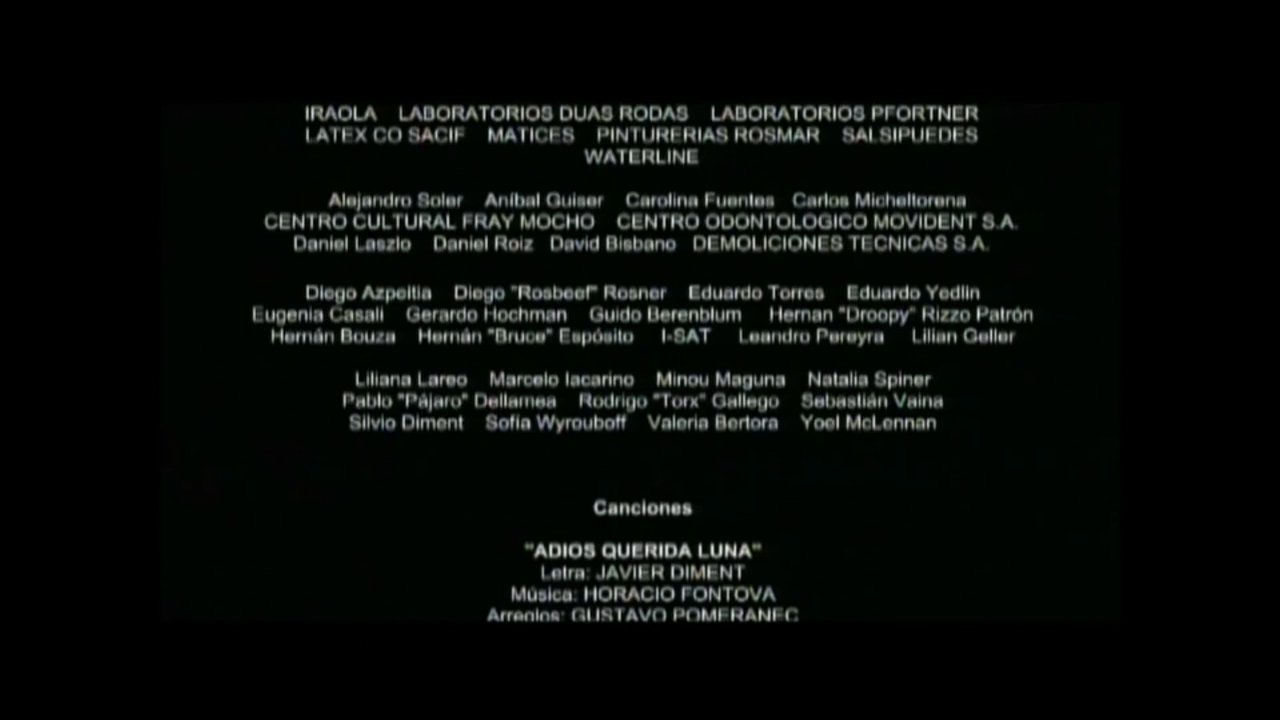 IRAOLA LABORATORIOS DUAS RODAS LABORATORIOS PFORTNER
LATEX CO SACIF MATICES PINTURERIAS ROSMAR SALSIPUEDES
WATERLINE
Alejandro Soler Aníbal Guiser Carolina Fuentes Carlos Micheltorena
CENTRO CULTURAL FRAY MOCHO CENTRO ODONTOLOGICO MOVIDENT S.A.
Daniel Laszlo Daniel Roiz David Bisbano DEMOLICIONES TECNICAS S.A.
Diego Azpeitia Diego "Rosbeef" Rosner Eduardo Torres Eduardo Yedlin
Eugenia Casali Gerardo Hochman Guido Berenblum Hernan "Droopy" Rizzo Patrón
Hernán Bouza Hernán "Bruce" Espósito I-SAT Leandro Pereyra Lilian Geller
Liliana Lareo Marcelo Iacarino Minou Maguna Natalia Spiner
Pablo "Pájaro" Dellamea Rodrigo "Torx" Gallego Sebastián Vaina
Silvio Diment Sofía Wyrouboff Valeria Bertora Yoel McLennan
Canciones
"ADIOS QUERIDA LUNA"
Letra: JAVIER DIMENT
Música: HORACIO FONTOVA
Arreglos: GUSTAVO POMERANEC